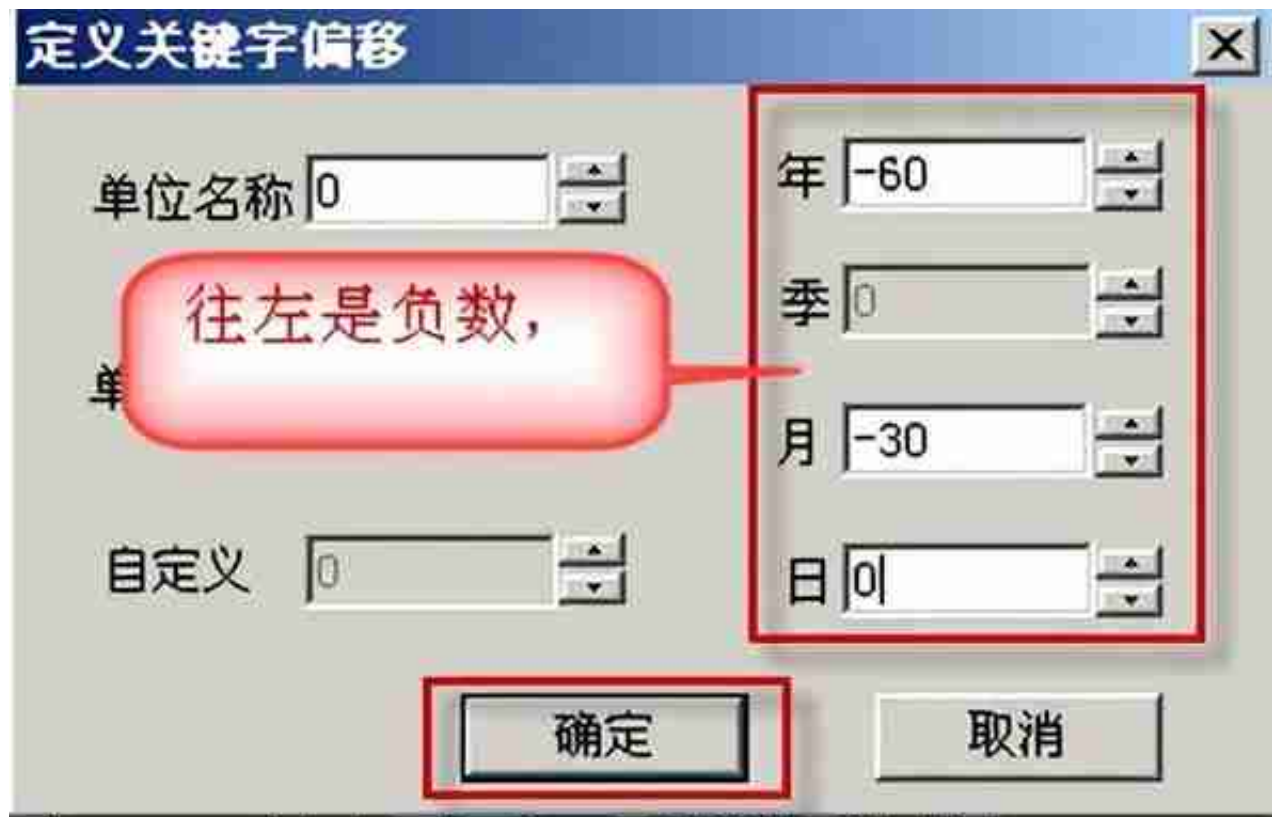 定义关键字偏移
单位名称 0
年 -60
往左是负数，
季 0
单
月 -30
自定义 0
日 0
确定 取消